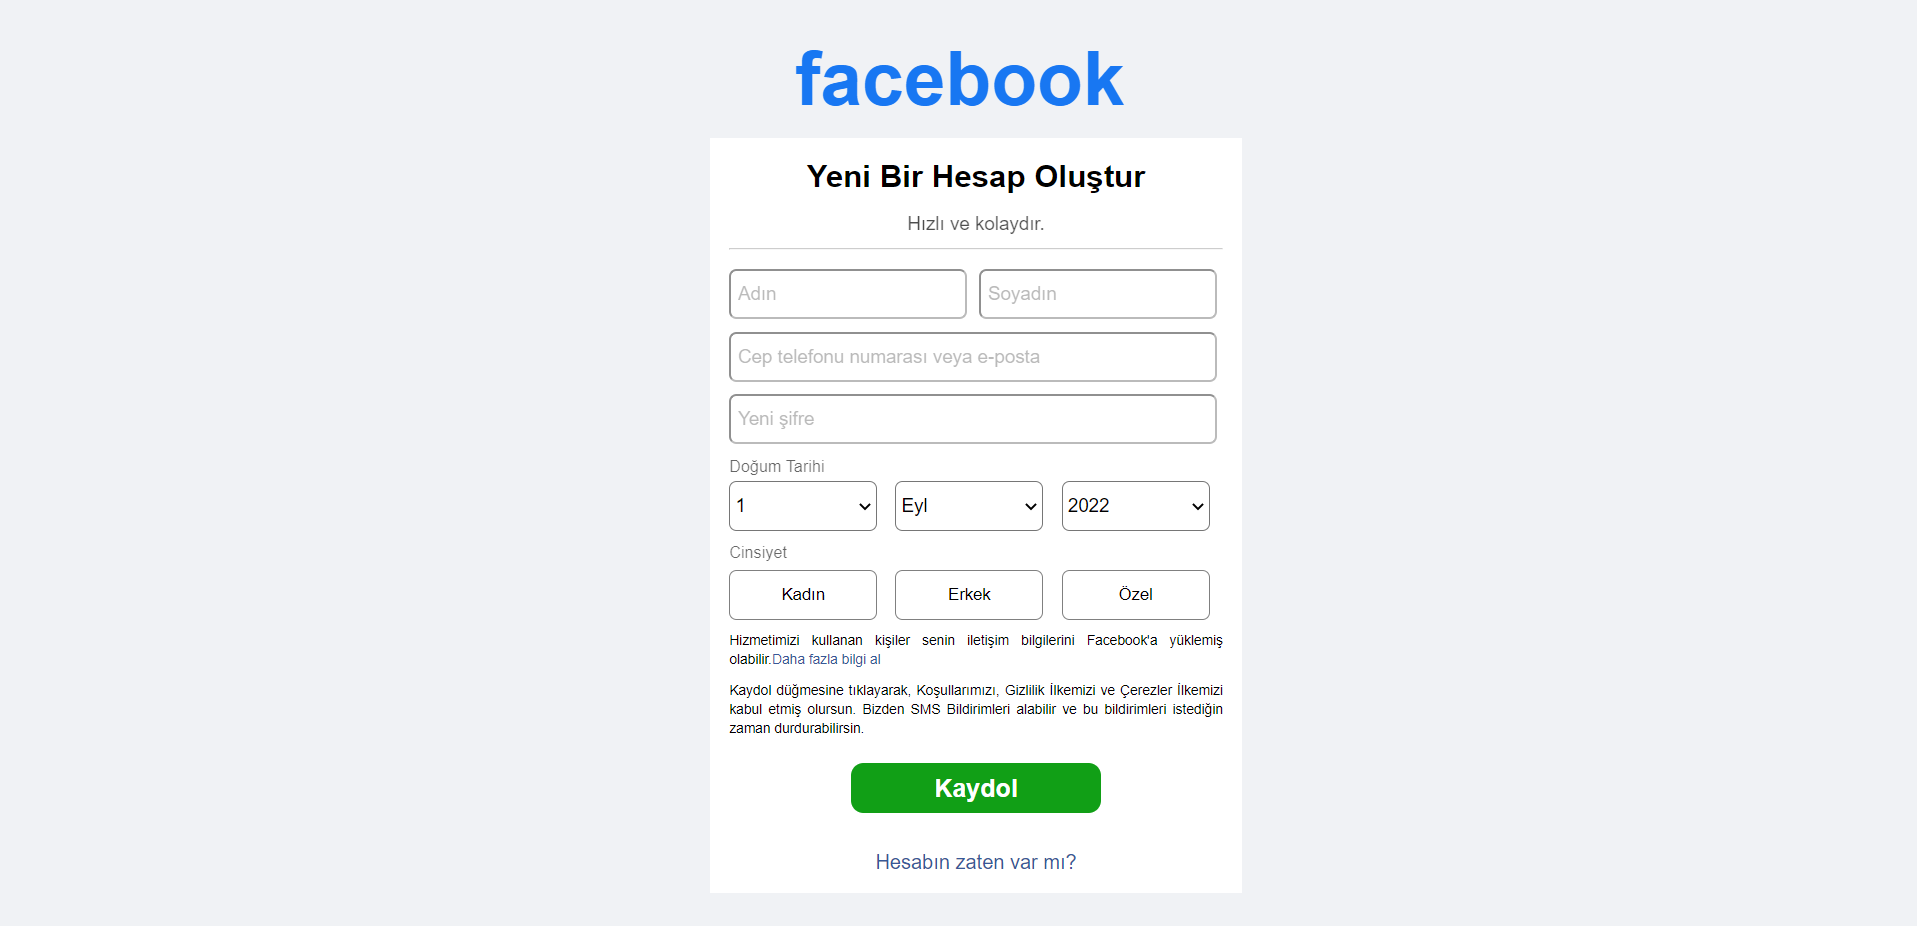 facebook
Yeni Bir Hesap Oluştur
Hızlı ve kolaydır.
Adın Soyadın
Cep telefonu numarası veya e-posta
Yeni şifre
Doğum Tarihi
1 Eyl 2022
Cinsiyet
Kadın Erkek Özel
Hizmetimizi kullanan kişiler senin iletişim bilgilerini Facebook'a yüklemiş
olabilir.Daha fazla bilgi al
Kaydol düğmesine tıklayarak, Koşullarımızı, Gizlilik İlkemizi ve Çerezler İlkemizi
kabul etmiş olursun. Bizden SMS Bildirimleri alabilir ve bu bildirimleri istediğin
zaman durdurabilirsin.
Kaydol
Hesabın zaten var mı?